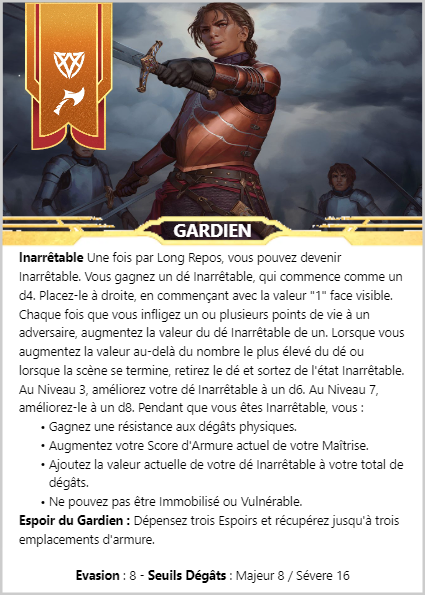 GARDIEN
Inarrêtable Une fois par Long Repos, vous pouvez devenir
Inarrêtable. Vous gagnez un dé Inarrêtable, qui commence comme un
d4. Placez-le à droite, en commençant avec la valeur "1" face visible.
Chaque fois que vous infligez un ou plusieurs points de vie à un
adversaire, augmentez la valeur du dé Inarrêtable de un. Lorsque vous
augmentez la valeur au-delà du nombre le plus élevé du dé ou
lorsque la scène se termine, retirez le dé et sortez de l'état Inarrêtable.
Au Niveau 3, améliorez votre dé Inarrêtable à un d6. Au Niveau 7,
améliorez-le à un d8. Pendant que vous êtes Inarrêtable, vous :
• Gagnez une résistance aux dégâts physiques.
• Augmentez votre Score d'Armure actuel de votre Maîtrise.
• Ajoutez la valeur actuelle de votre dé Inarrêtable à votre total de
dégâts.
• Ne pouvez pas être Immobilisé ou Vulnérable.
Espoir du Gardien : Dépensez trois Espoirs et récupérez jusqu'à trois
emplacements d'armure.
Evasion : 8 - Seuils Dégâts : Majeur 8 / Sévere 16